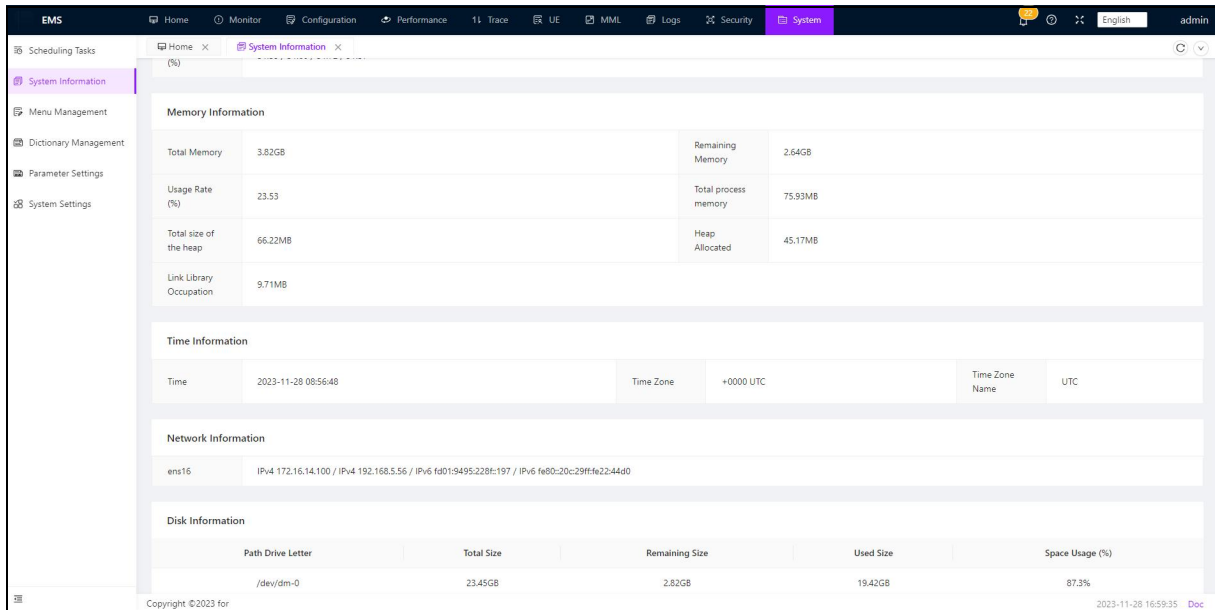 EMS Home Monitor Configuration Performance Trace UE MML Logs Security System 22 English admin
Scheduling Tasks
System Information
Menu Management
Dictionary Management
Parameter Settings
System Settings
Home System Information
(%)
Memory Information
Total Memory 3.82GB Remaining Memory 2.64GB
Usage Rate (%) 23.53 Total process memory 75.93MB
Total size of the heap 66.22MB Heap Allocated 45.17MB
Link Library Occupation 9.71MB
Time Information
Time 2023-11-28 08:56:48 Time Zone +0000 UTC Time Zone Name UTC
Network Information
ens16 IPv4 172.16.14.100 / IPv4 192.168.5.56 / IPv6 fd01:9495:228f::197 / IPv6 fe80::20c:29ff:fe22:44d0
Disk Information
Path Drive Letter Total Size Remaining Size Used Size Space Usage (%)
/dev/dm-0 23.45GB 2.82GB 19.42GB 87.3%
Copyright ©2023 for 2023-11-28 16:59:35 Doc